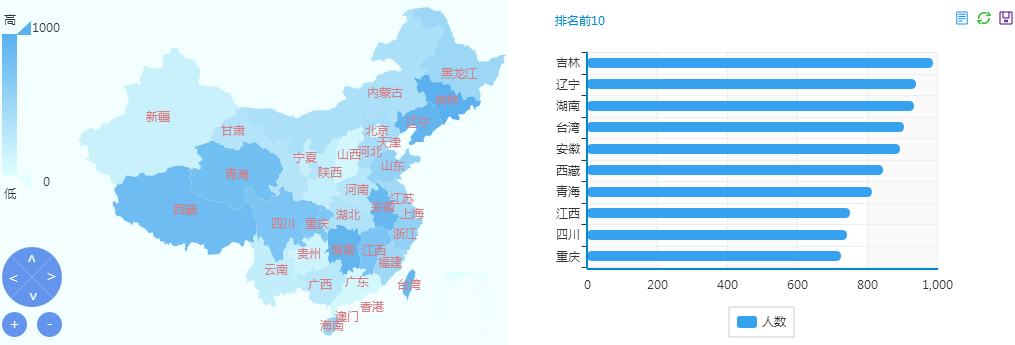 高
1000
0
低
黑龙江
内蒙古
吉林
新疆
辽宁
甘肃
北京
天津
宁夏
山西
河北
山东
陕西
青海
河南
江苏
西藏
安徽
上海
湖北
四川
重庆
浙江
贵州
湖南
江西
福建
云南
广西
广东
台湾
香港
澳门
海南
+
-
排名前10
吉林
辽宁
湖南
台湾
安徽
西藏
青海
江西
四川
重庆
0 200 400 600 800 1,000
人数